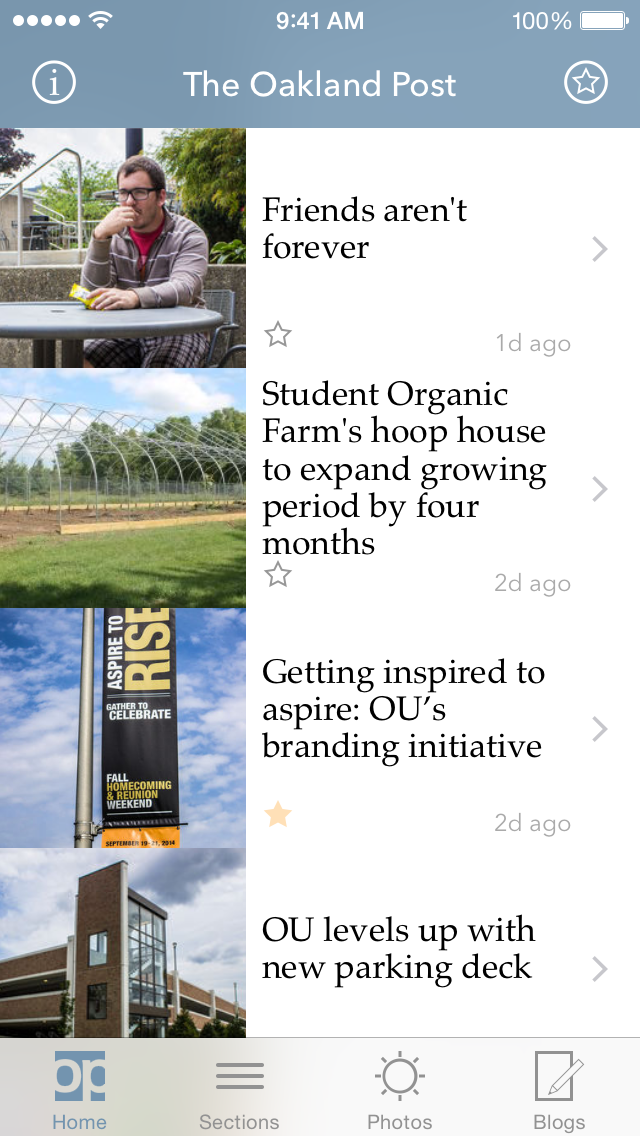 9:41 AM
100%
The Oakland Post
Friends aren't
forever
1d ago
Student Organic
Farm's hoop house
to expand growing
period by four
months
2d ago
ASPIRE TO
RISE
GATHER TO
CELEBRATE
FALL
HOMECOMING
& REUNION
WEEKEND
SEPTEMBER 19-21, 2014
Getting inspired to
aspire: OU’s
branding initiative
2d ago
OU levels up with
new parking deck
op
Home
Sections
Photos
Blogs